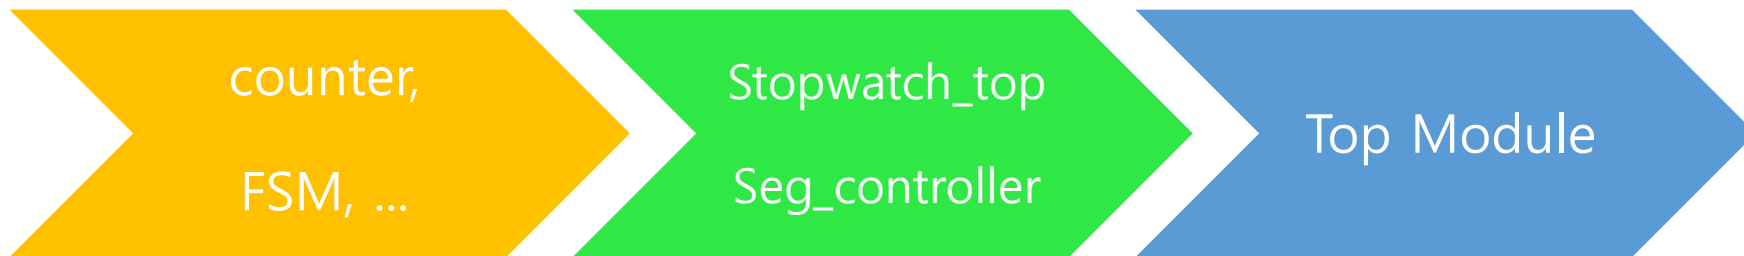 counter,
FSM, ...
Stopwatch_top
Seg_controller
Top Module